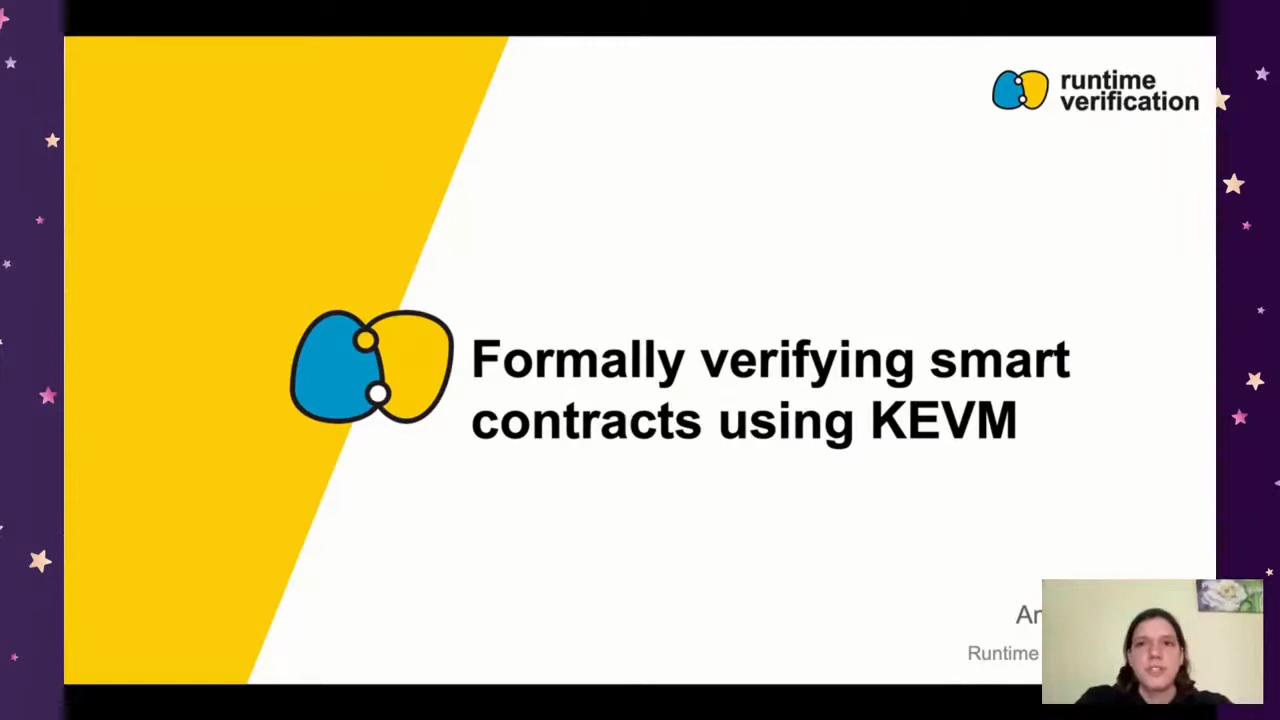 runtime
verification
Formally verifying smart
contracts using KEVM
Runtime